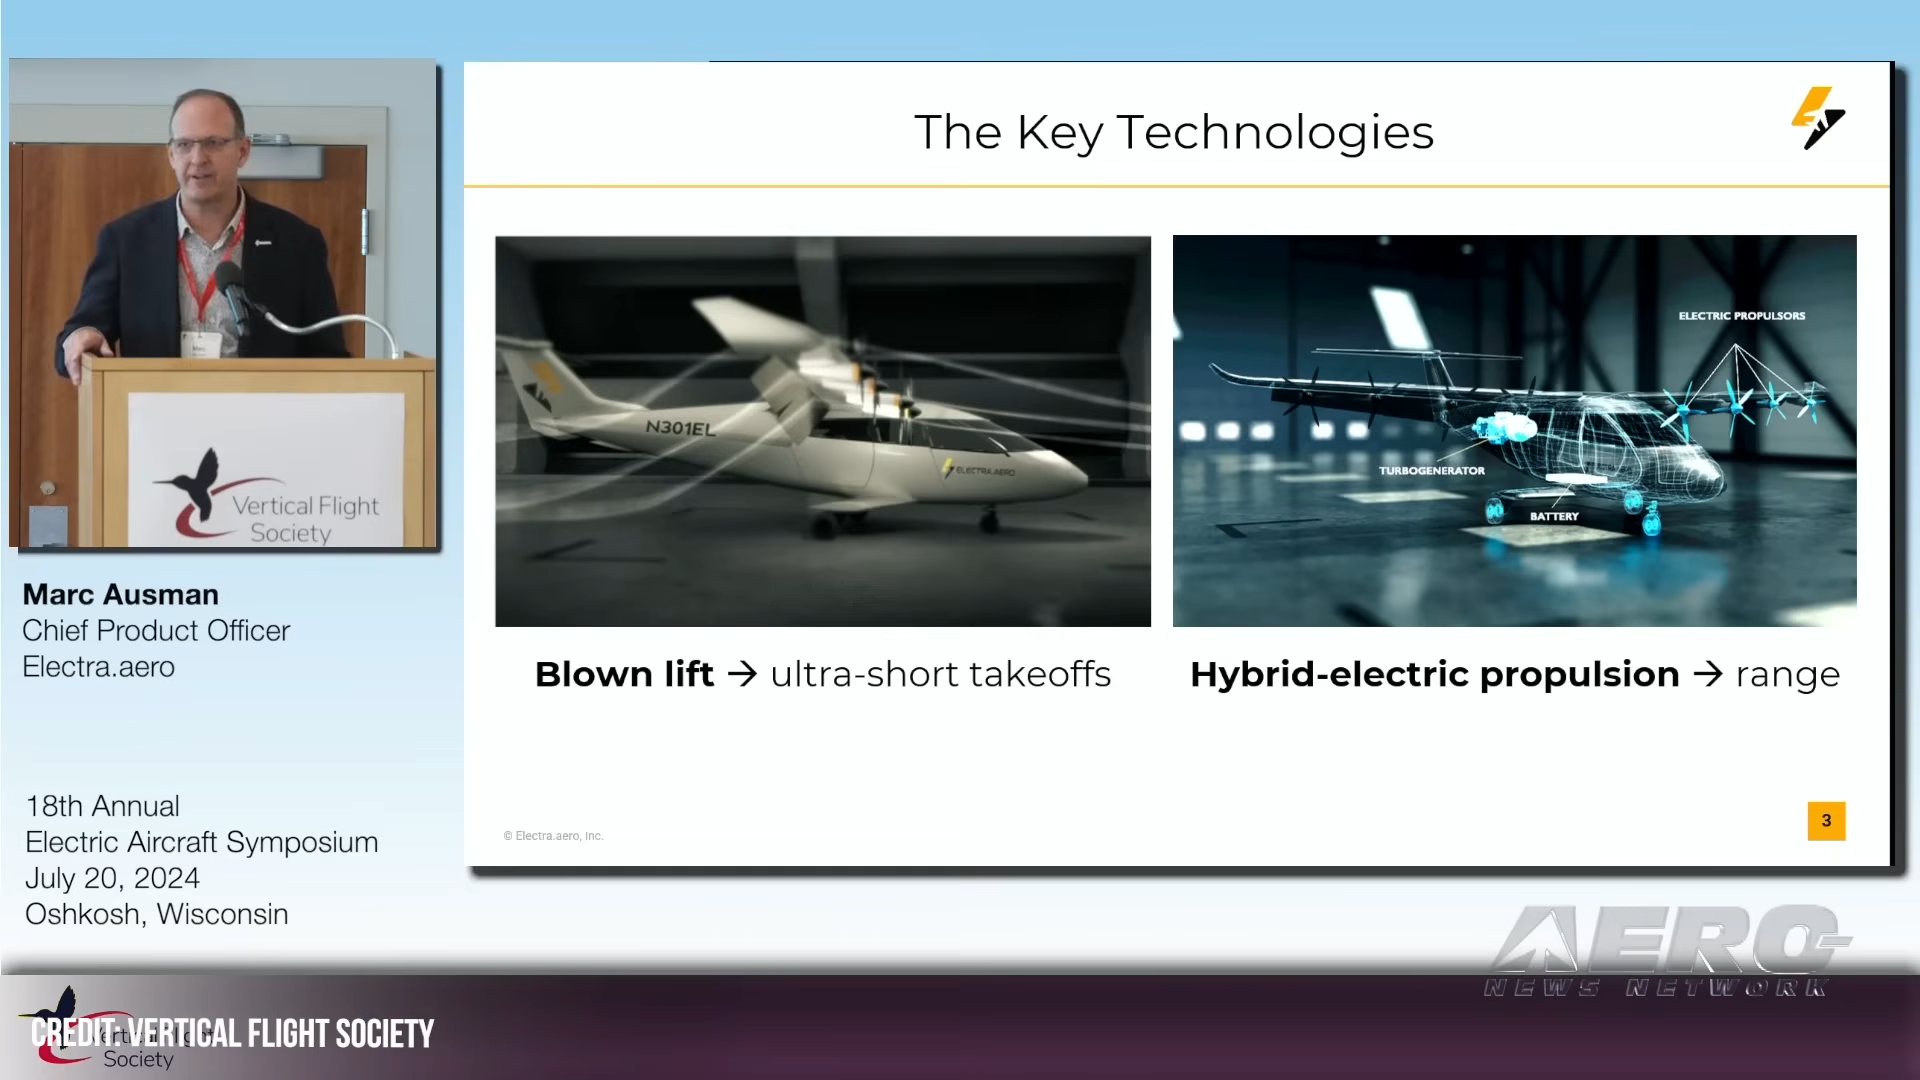 The Key Technologies
N301EL
ELECTRA.AERO
ELECTRIC PROPULSORS
TURBOGENERATOR
BATTERY
Blown lift → ultra-short takeoffs
Hybrid-electric propulsion → range
© Electra.aero, Inc.
3
Vertical Flight
Society
Marc Ausman
Chief Product Officer
Electra.aero
18th Annual
Electric Aircraft Symposium
July 20, 2024
Oshkosh, Wisconsin
AERO
NEWS NETWORK
CREDIT: VERTICAL FLIGHT SOCIETY
Society